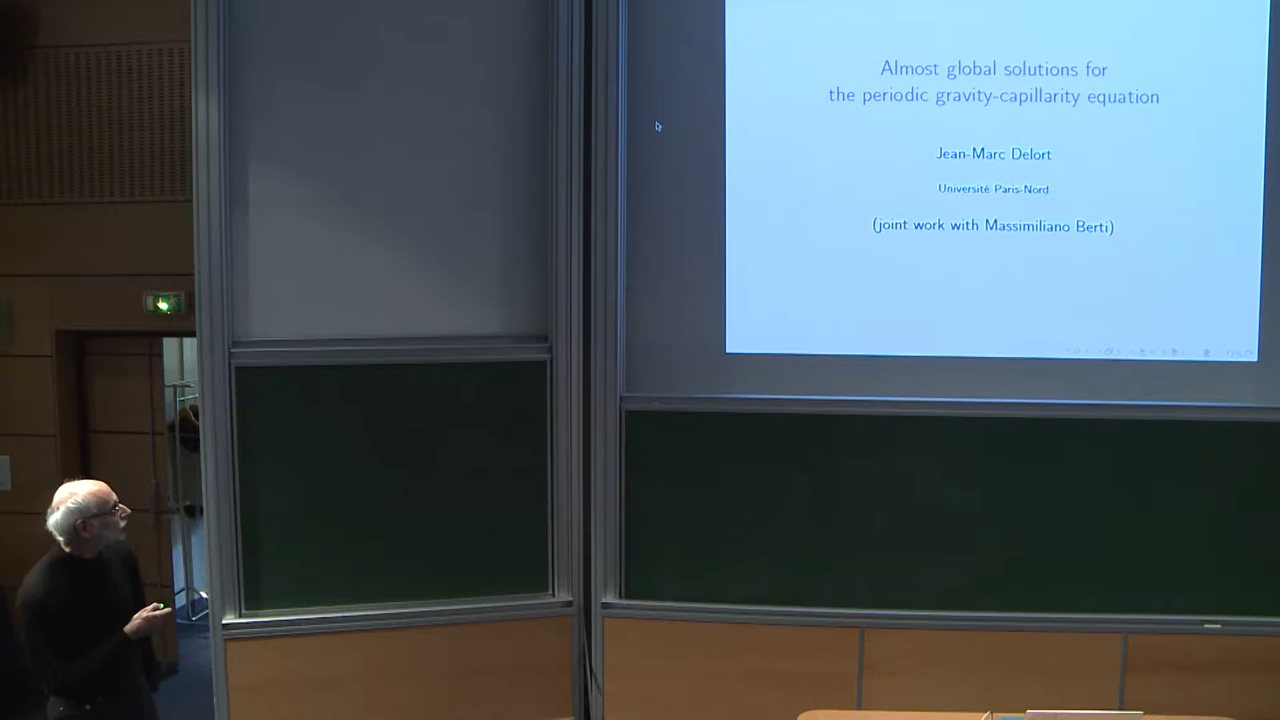 Almost global solutions for
the periodic gravity-capillarity equation
Jean-Marc Delort
Université Paris-Nord
(joint work with Massimiliano Berti)